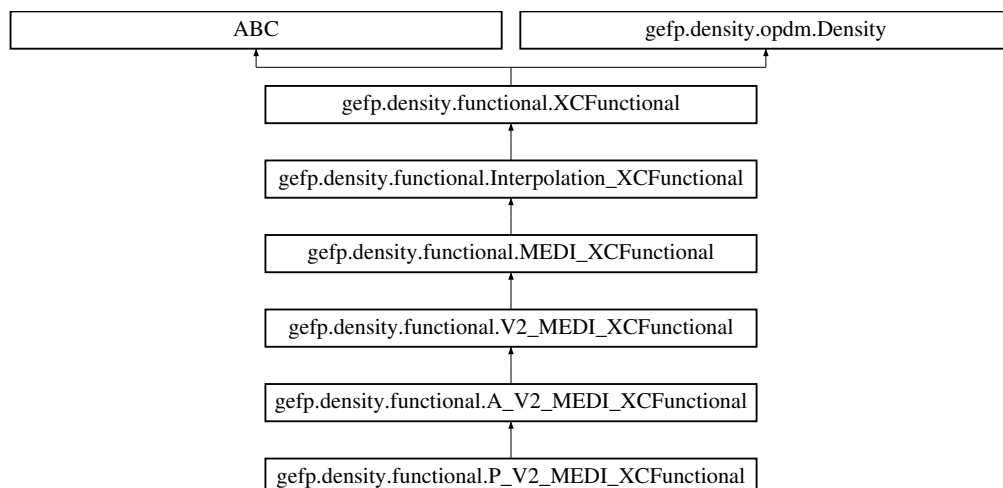 ABC
gefp.density.opdm.Density
gefp.density.functional.XCFunctional
gefp.density.functional.Interpolation_XCFunctional
gefp.density.functional.MEDI_XCFunctional
gefp.density.functional.V2_MEDI_XCFunctional
gefp.density.functional.A_V2_MEDI_XCFunctional
gefp.density.functional.P_V2_MEDI_XCFunctional